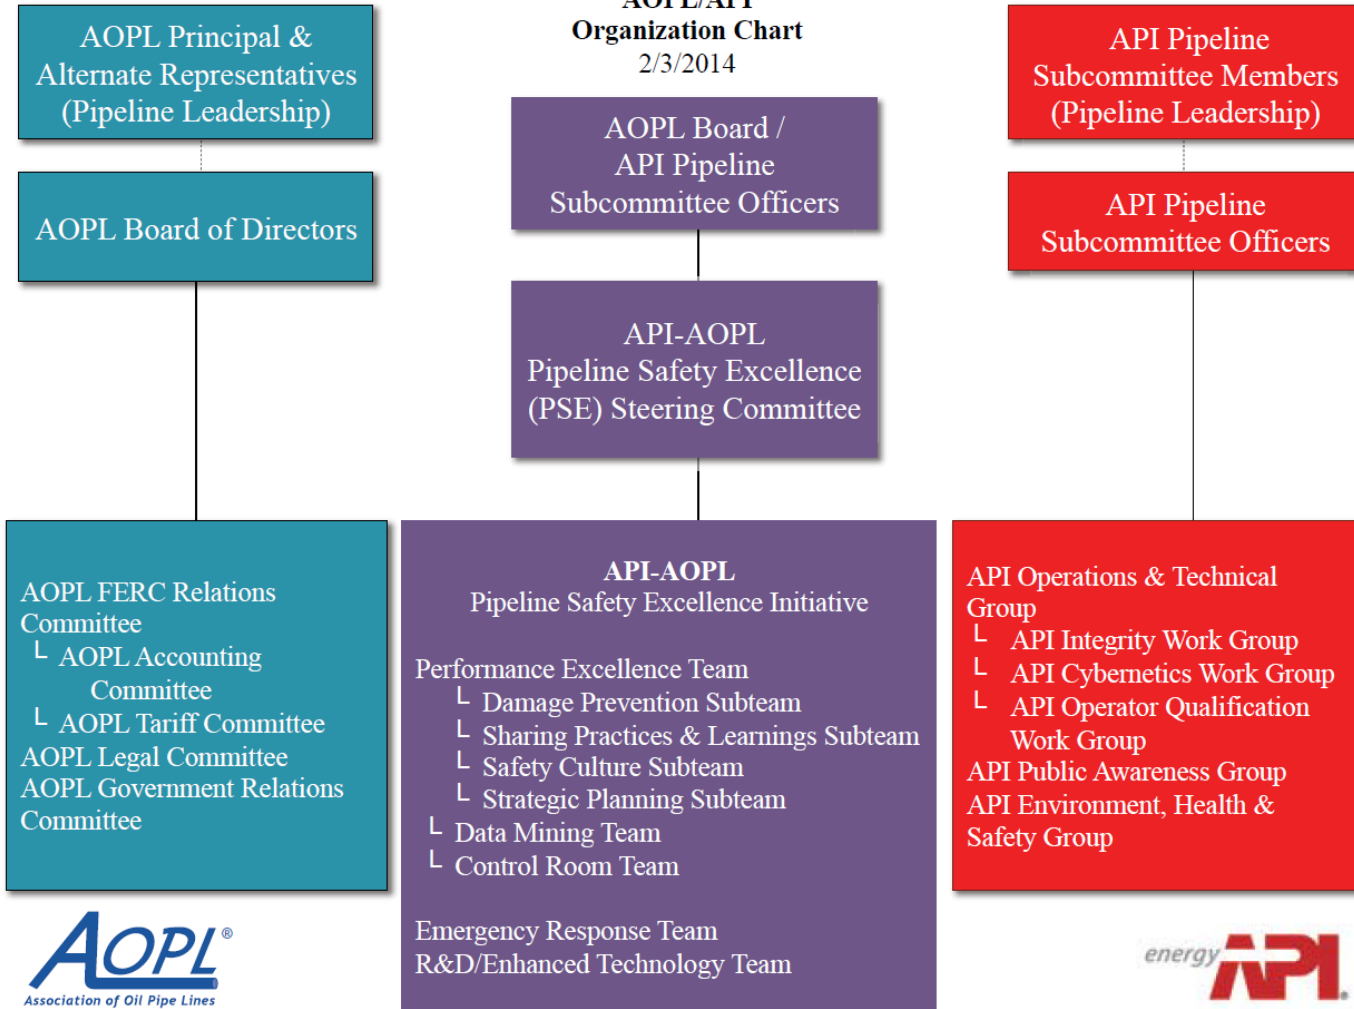 AOPL/API
Organization Chart
2/3/2014
AOPL Principal &
Alternate Representatives
(Pipeline Leadership)
AOPL Board of Directors
AOPL Board /
API Pipeline
Subcommittee Officers
API-AOPL
Pipeline Safety Excellence
(PSE) Steering Committee
API Pipeline
Subcommittee Members
(Pipeline Leadership)
API Pipeline
Subcommittee Officers
AOPL FERC Relations
Committee
└ AOPL Accounting
Committee
└ AOPL Tariff Committee
AOPL Legal Committee
AOPL Government Relations
Committee
API-AOPL
Pipeline Safety Excellence Initiative
Performance Excellence Team
└ Damage Prevention Subteam
└ Sharing Practices & Learnings Subteam
└ Safety Culture Subteam
└ Strategic Planning Subteam
└ Data Mining Team
└ Control Room Team
Emergency Response Team
R&D/Enhanced Technology Team
API Operations & Technical
Group
└ API Integrity Work Group
└ API Cybernetics Work Group
└ API Operator Qualification
Work Group
API Public Awareness Group
API Environment, Health &
Safety Group
AOPL®
Association of Oil Pipe Lines
energy API®